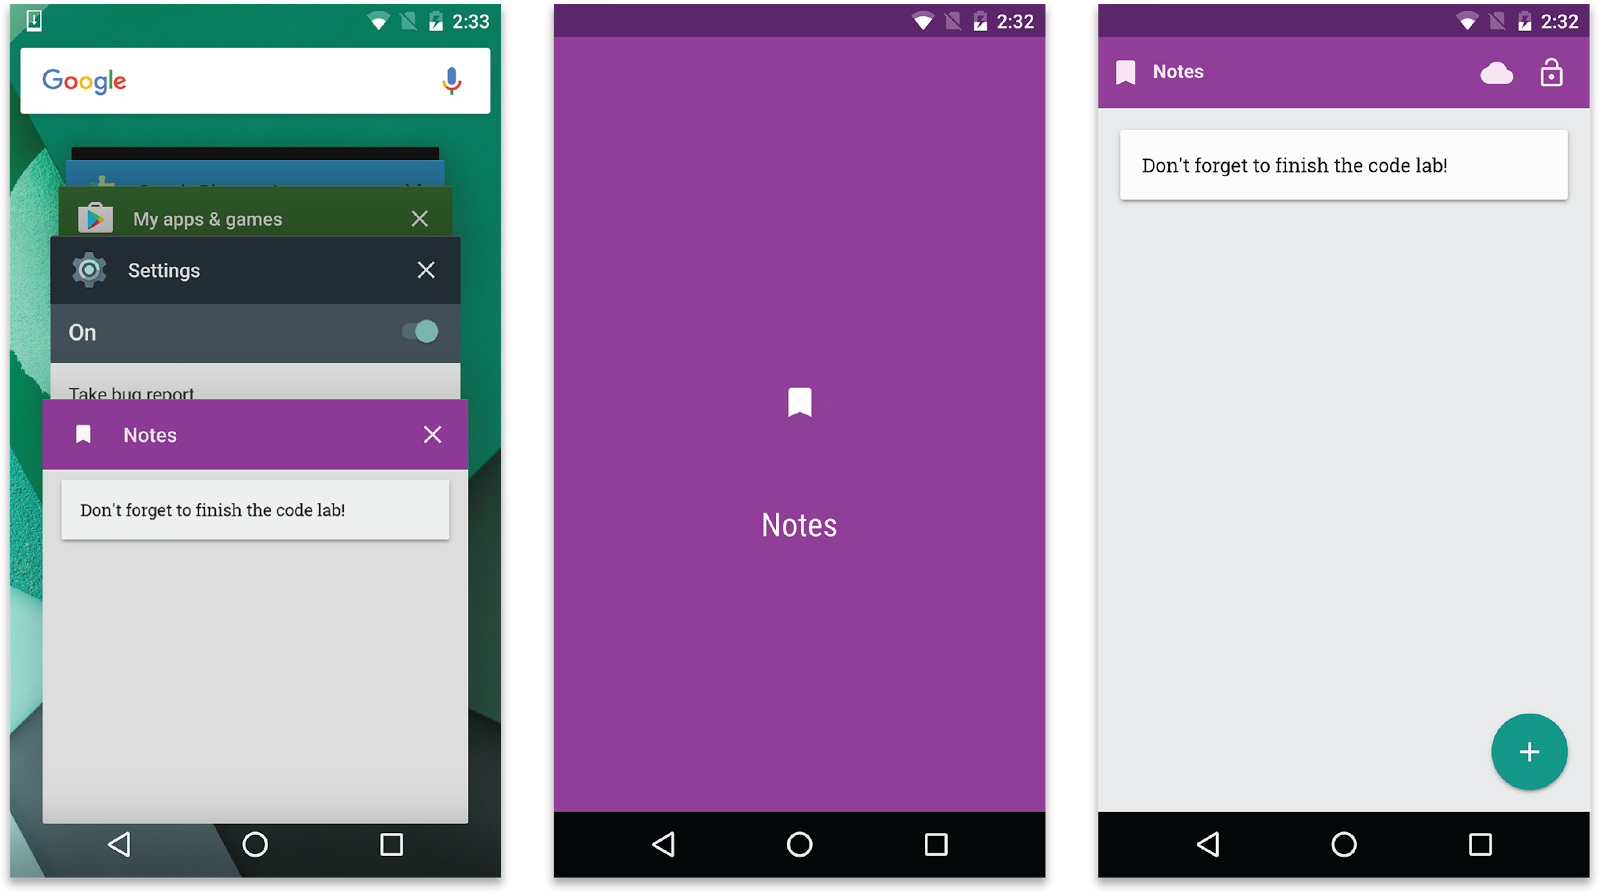 2:33
Google
My apps & games
Settings
On
Take bug report
Notes
Don't forget to finish the code lab!
2:32
Notes
2:32
Notes
Don't forget to finish the code lab!